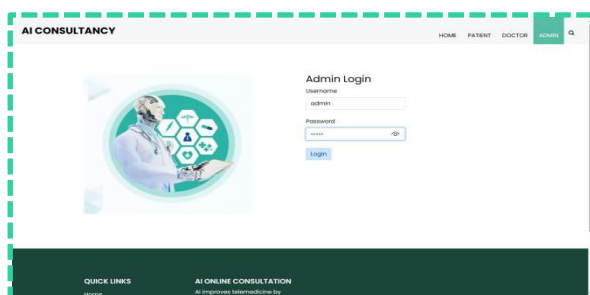 AI CONSULTANCY
HOME PATIENT DOCTOR ADMIN
Admin Login
Username
admin
Password
•••••
Login
QUICK LINKS
AI ONLINE CONSULTATION
Home
AI improves telemedicine by